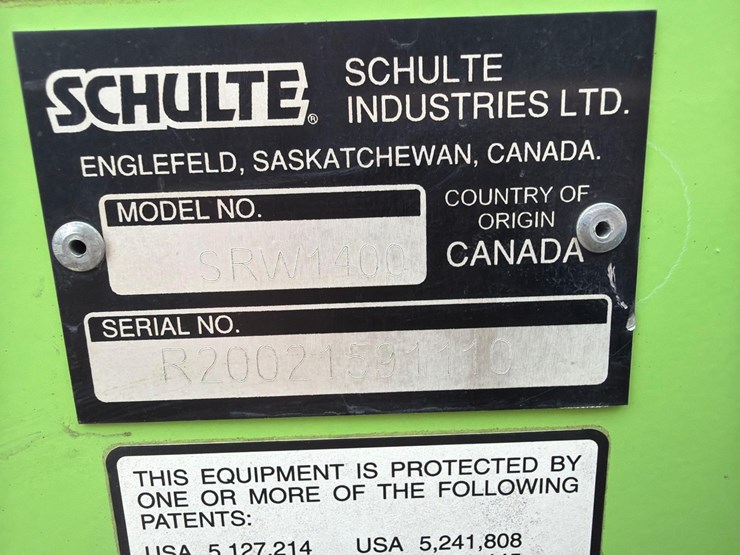 SCHULTE®
SCHULTE
INDUSTRIES LTD.
ENGLEFELD, SASKATCHEWAN, CANADA.
MODEL NO.
SRW1400
COUNTRY OF
ORIGIN
CANADA
SERIAL NO.
THIS EQUIPMENT IS PROTECTED BY
ONE OR MORE OF THE FOLLOWING
PATENTS:
USA 5,127,214 USA 5,241,808